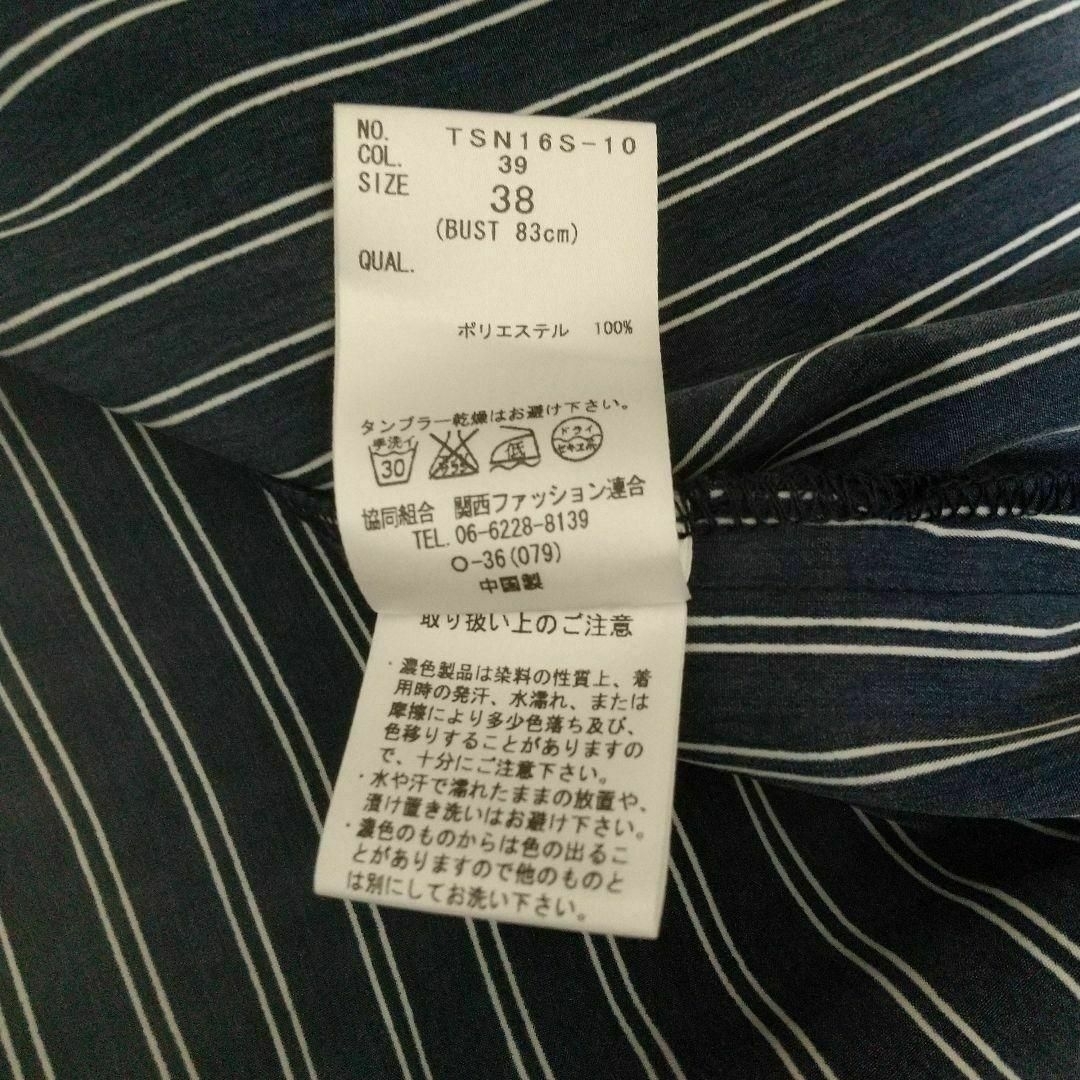 NO. TSN16S-10
COL. 39
SIZE 38
(BUST 83cm)
QUAL.
ポリエステル 100%
タンブラー乾燥はお避け下さい。
手洗イ 30 低 ドライ セキユ系
協同組合 関西ファッション連合
TEL. 06-6228-8139
O-36(079)
中国製
取り扱い上のご注意
・濃色製品は染料の性質上、着
用時の発汗、水濡れ、または
摩擦により多少色落ち及び、
色移りすることがありますの
で、十分にご注意下さい。
・水や汗で濡れたままの放置や、
漬け置き洗いはお避け下さい。
・濃色のものからは色の出るこ
とがありますので他のものと
は別にしてお洗い下さい。